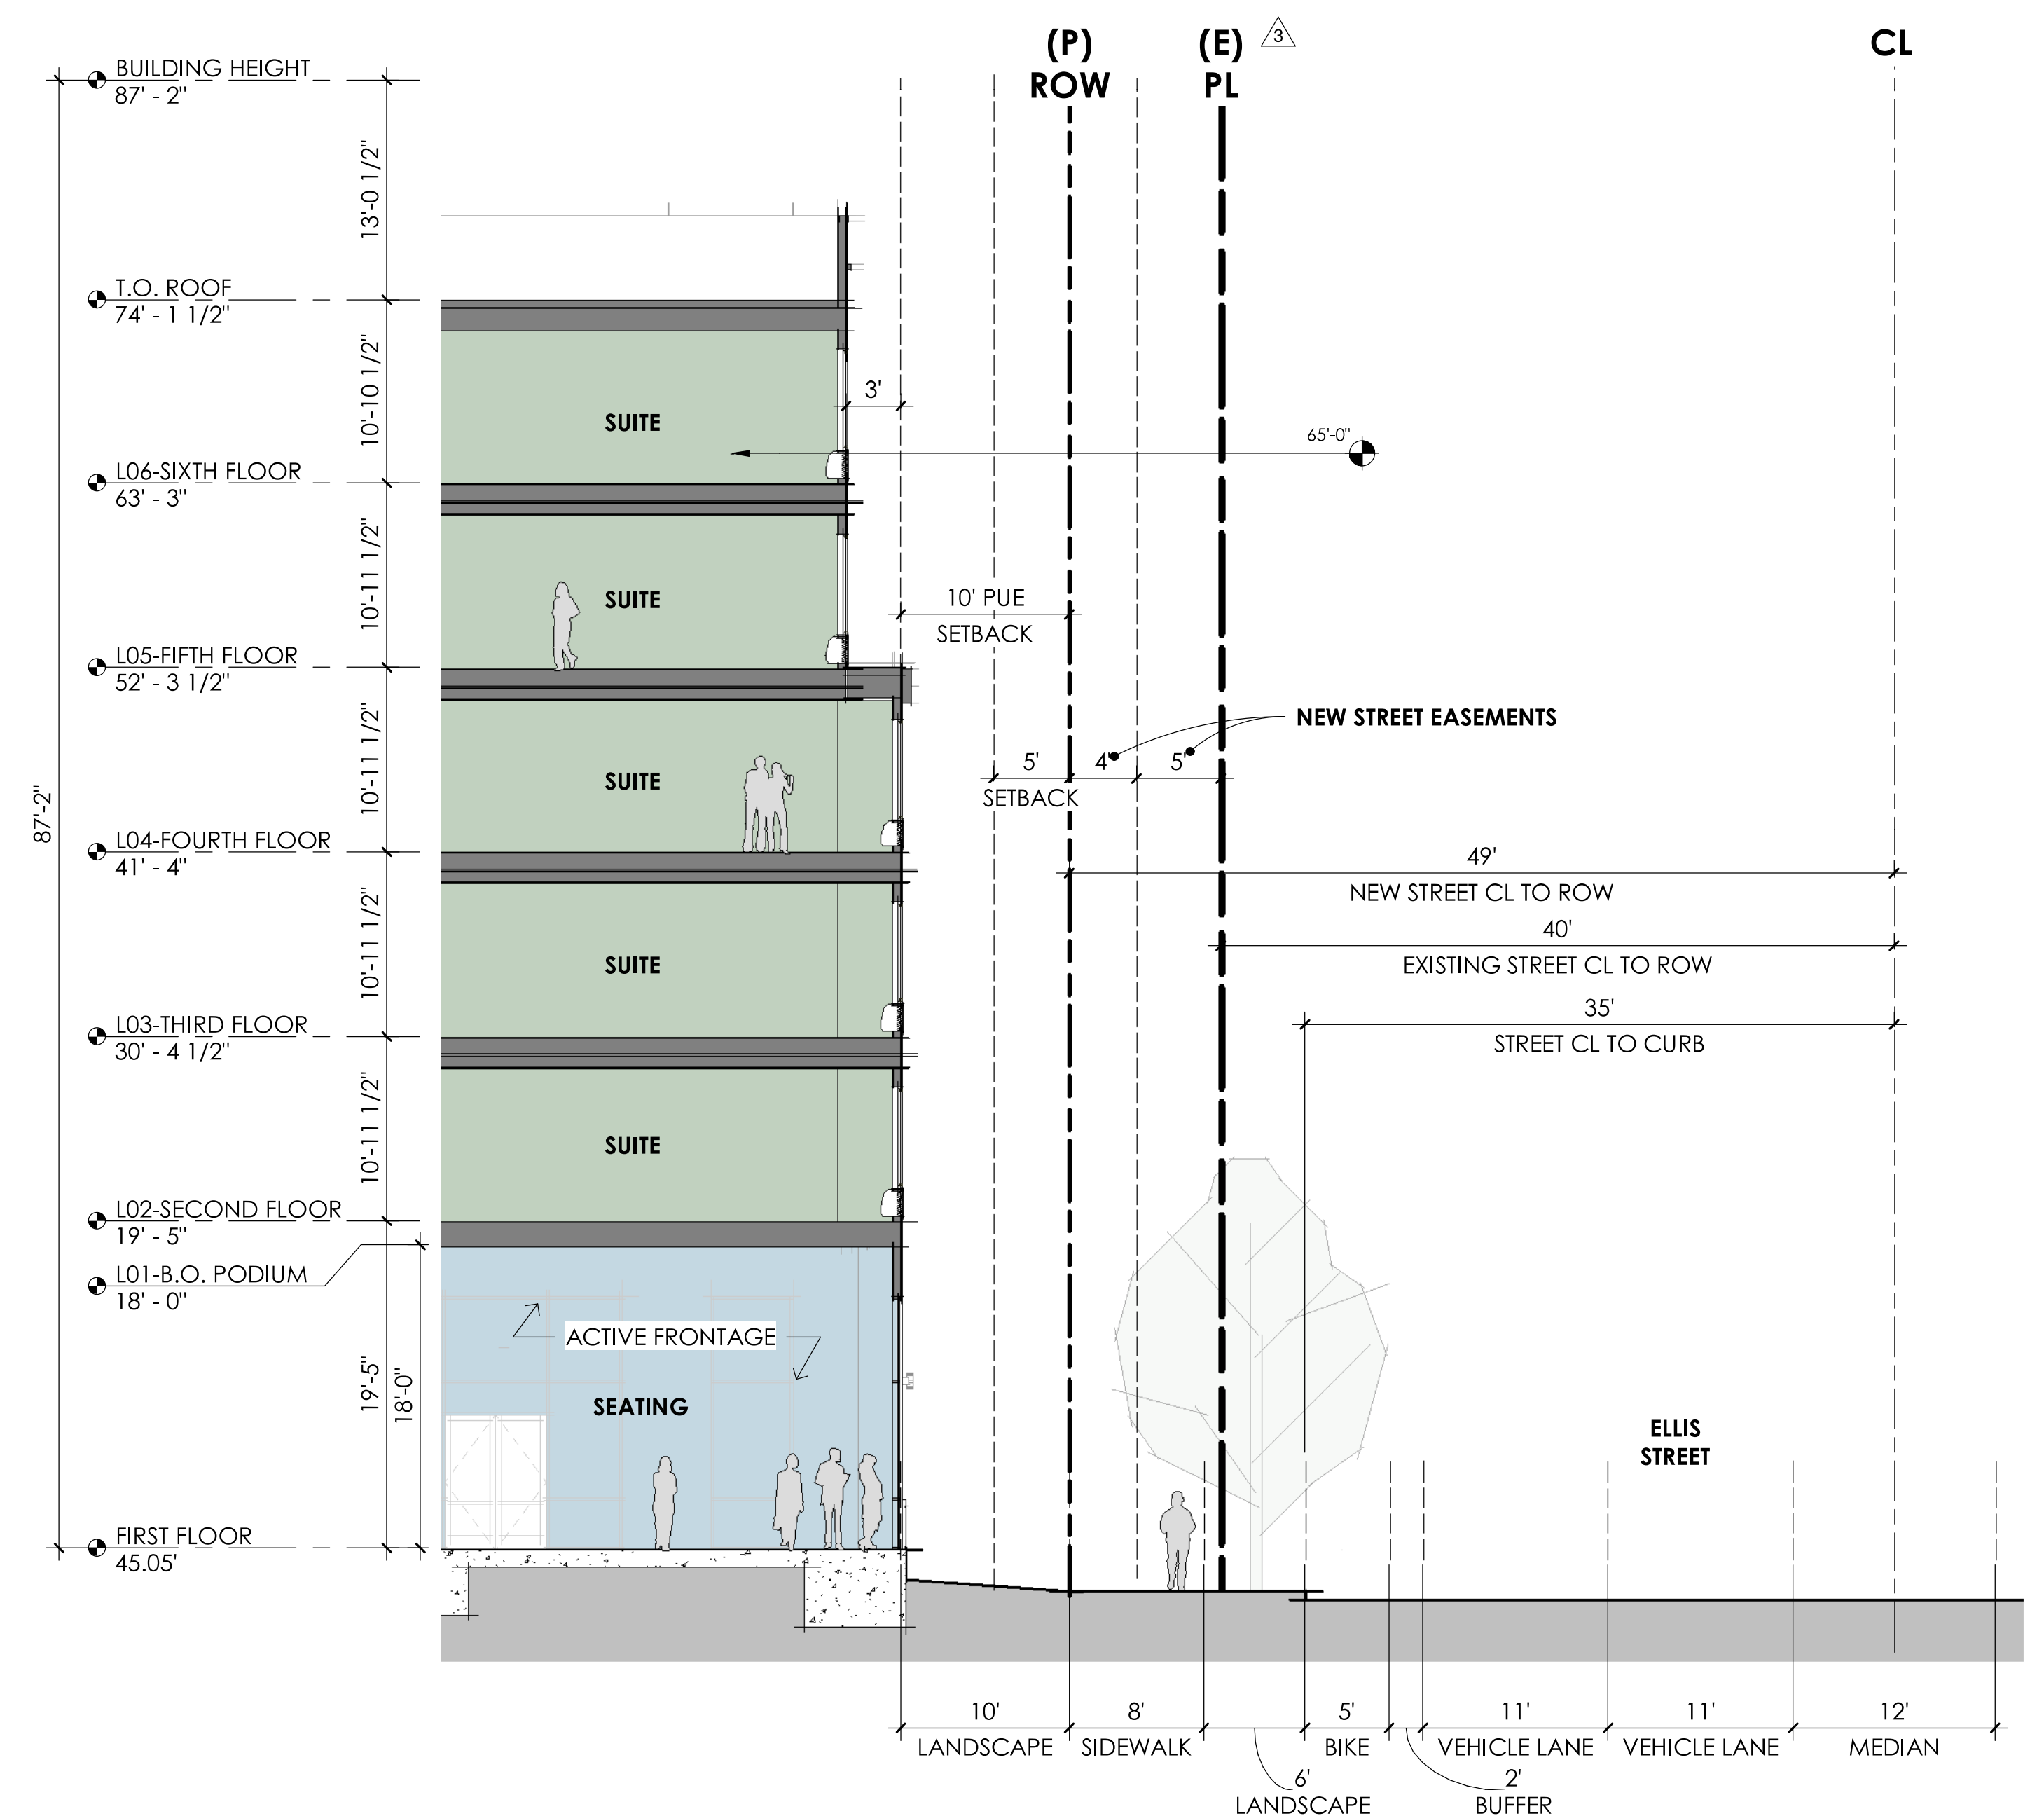 (P)
ROW
(E)
PL
3
CL
BUILDING HEIGHT
87' - 2"
13'-0 1/2"
T.O. ROOF
74' - 1 1/2"
10'-10 1/2"
SUITE
3'
65'-0"
L06-SIXTH FLOOR
63' - 3"
10'-11 1/2"
SUITE
10' PUE
SETBACK
L05-FIFTH FLOOR
52' - 3 1/2"
NEW STREET EASEMENTS
10'-11 1/2"
SUITE
5'
4'
5'
SETBACK
87'-2"
L04-FOURTH FLOOR
41' - 4"
49'
NEW STREET CL TO ROW
40'
EXISTING STREET CL TO ROW
10'-11 1/2"
SUITE
35'
STREET CL TO CURB
L03-THIRD FLOOR
30' - 4 1/2"
10'-11 1/2"
SUITE
L02-SECOND FLOOR
19' - 5"
L01-B.O. PODIUM
18' - 0"
ACTIVE FRONTAGE
19'-5"
18'-0"
SEATING
ELLIS
STREET
FIRST FLOOR
45.05'
10'
8'
5'
11'
11'
12'
LANDSCAPE
SIDEWALK
BIKE
VEHICLE LANE
VEHICLE LANE
MEDIAN
6'
LANDSCAPE
2'
BUFFER